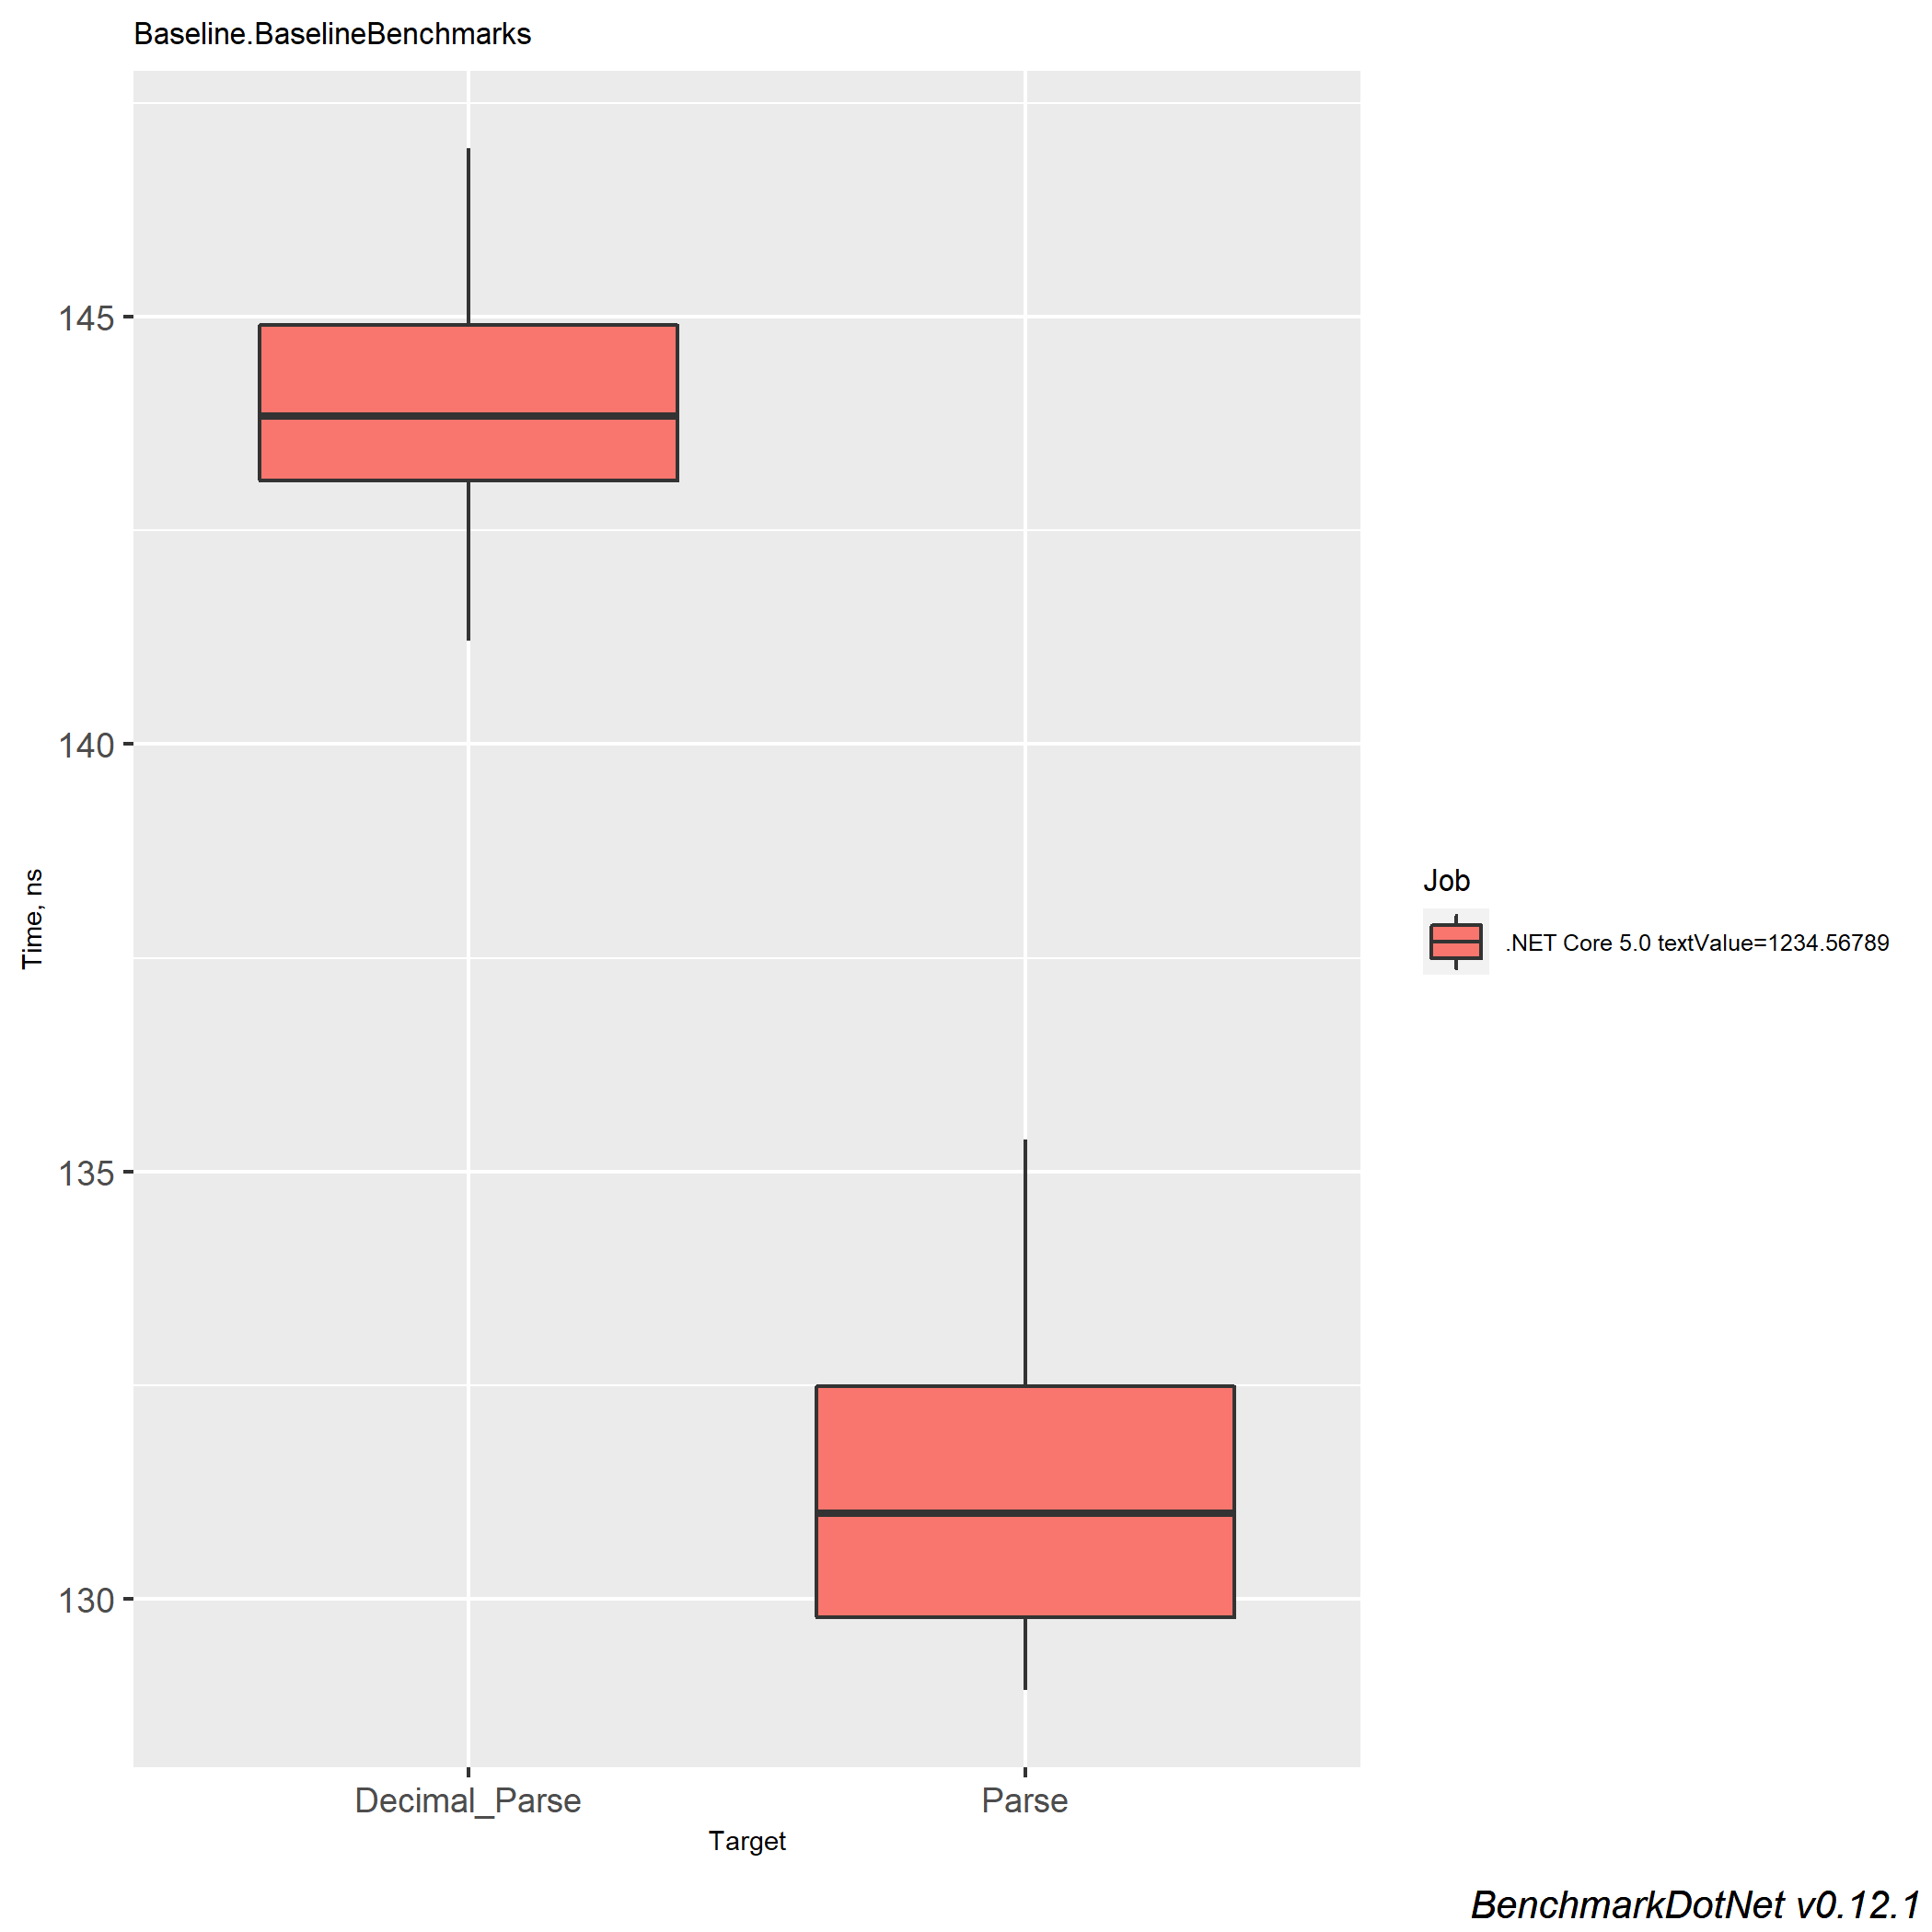 Baseline.BaselineBenchmarks
145
140
135
130
Time, ns
Decimal_Parse
Parse
Target
Job
.NET Core 5.0 textValue=1234.56789
BenchmarkDotNet v0.12.1